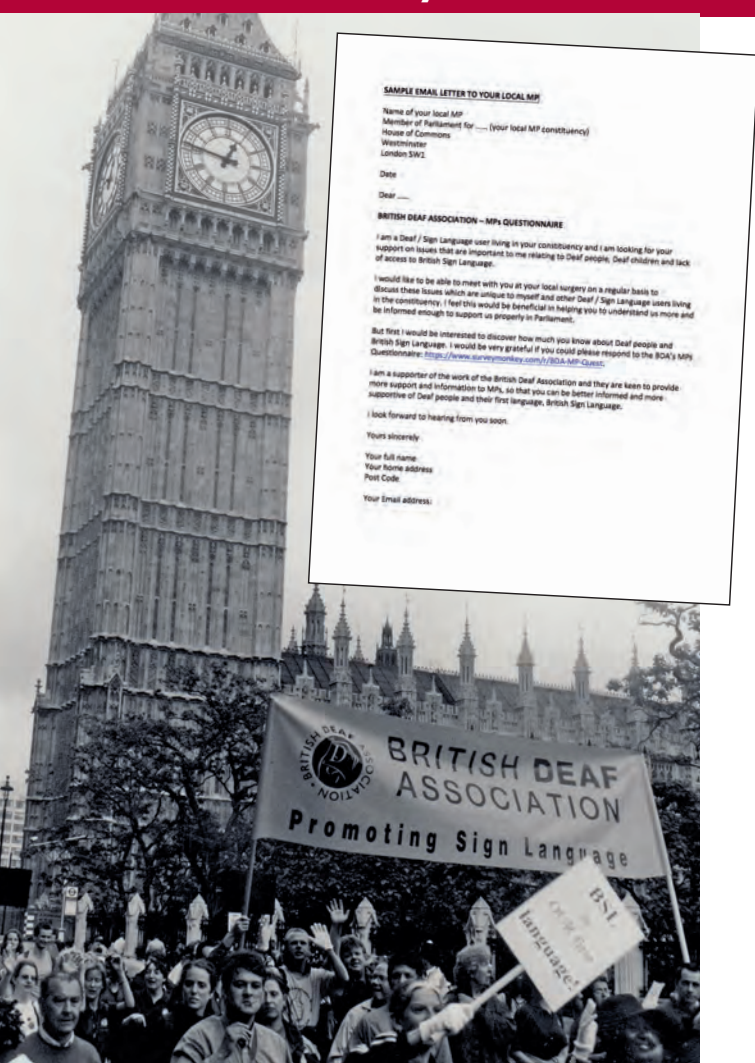 SAMPLE EMAIL LETTER TO YOUR LOCAL MP
Name of your local MP
Member of Parliament for ..... (your local MP constituency)
House of Commons
Westminster
London SW1
Date
Dear .....
BRITISH DEAF ASSOCIATION – MPs QUESTIONNAIRE
I am a Deaf / Sign Language user living in your constituency and I am looking for your
support on issues that are important to me relating to Deaf people, Deaf children and lack
of access to British Sign Language.
I would like to be able to meet with you at your local surgery on a regular basis to
discuss these issues which are unique to myself and other Deaf / Sign Language users living
in the constituency. I feel this would be beneficial in helping you to understand us more and
be informed enough to support us properly in Parliament.
But first I would be interested to discover how much you know about Deaf people and
British Sign Language. I would be very grateful if you could please respond to the BDA's MPs
Questionnaire: https://www.surveymonkey.com/r/BDA-MP-Quest.
I am a supporter of the work of the British Deaf Association and they are keen to provide
more support and information to MPs, so that you can be better informed and more
supportive of Deaf people and their first language, British Sign Language.
I look forward to hearing from you soon.
Yours sincerely
Your full name
Your home address
Post Code
Your Email address:
BRITISH DEAF ASSOCIATION
BRITISH DEAF
ASSOCIATION
Promoting Sign Language
BSL
language!